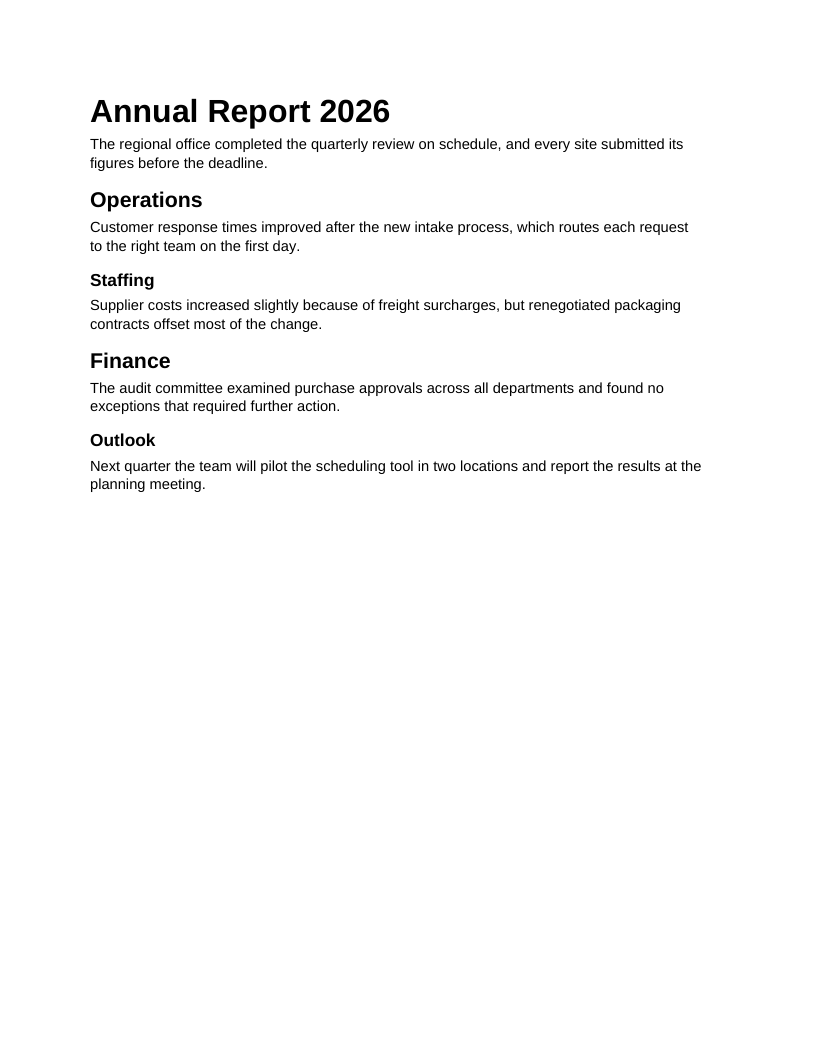 Annual Report 2026
The regional office completed the quarterly review on schedule, and every site submitted its
figures before the deadline.
Operations
Customer response times improved after the new intake process, which routes each request
to the right team on the first day.
Staffing
Supplier costs increased slightly because of freight surcharges, but renegotiated packaging
contracts offset most of the change.
Finance
The audit committee examined purchase approvals across all departments and found no
exceptions that required further action.
Outlook
Next quarter the team will pilot the scheduling tool in two locations and report the results at the
planning meeting.